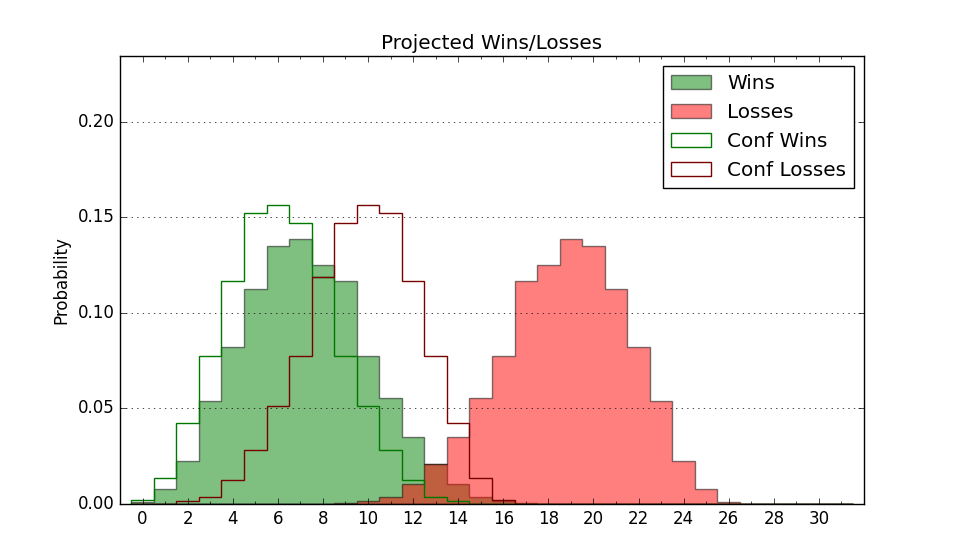 Projected Wins/Losses
Wins
Losses
Conf Wins
Conf Losses
Probability
0.20
0.15
0.10
0.05
0.00
0 2 4 6 8 10 12 14 16 18 20 22 24 26 28 30